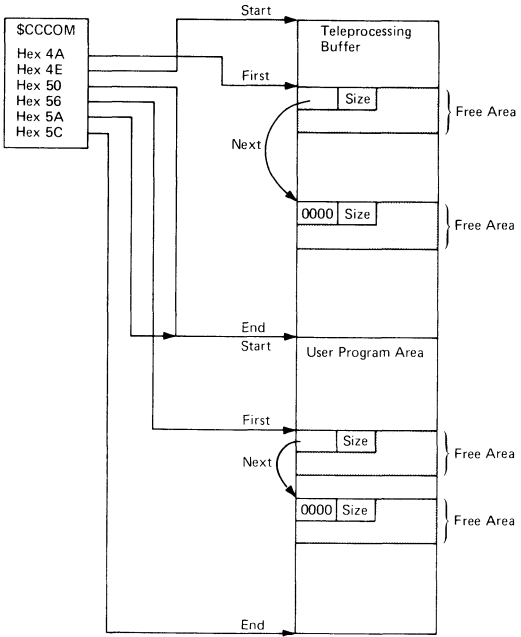 $CCCOM
Hex 4A
Hex 4E
Hex 50
Hex 56
Hex 5A
Hex 5C
Start
Teleprocessing
Buffer
First
Size
Free Area
Next
0000 Size
Free Area
End
Start
User Program Area
First
Size
Free Area
Next
0000 Size
Free Area
End